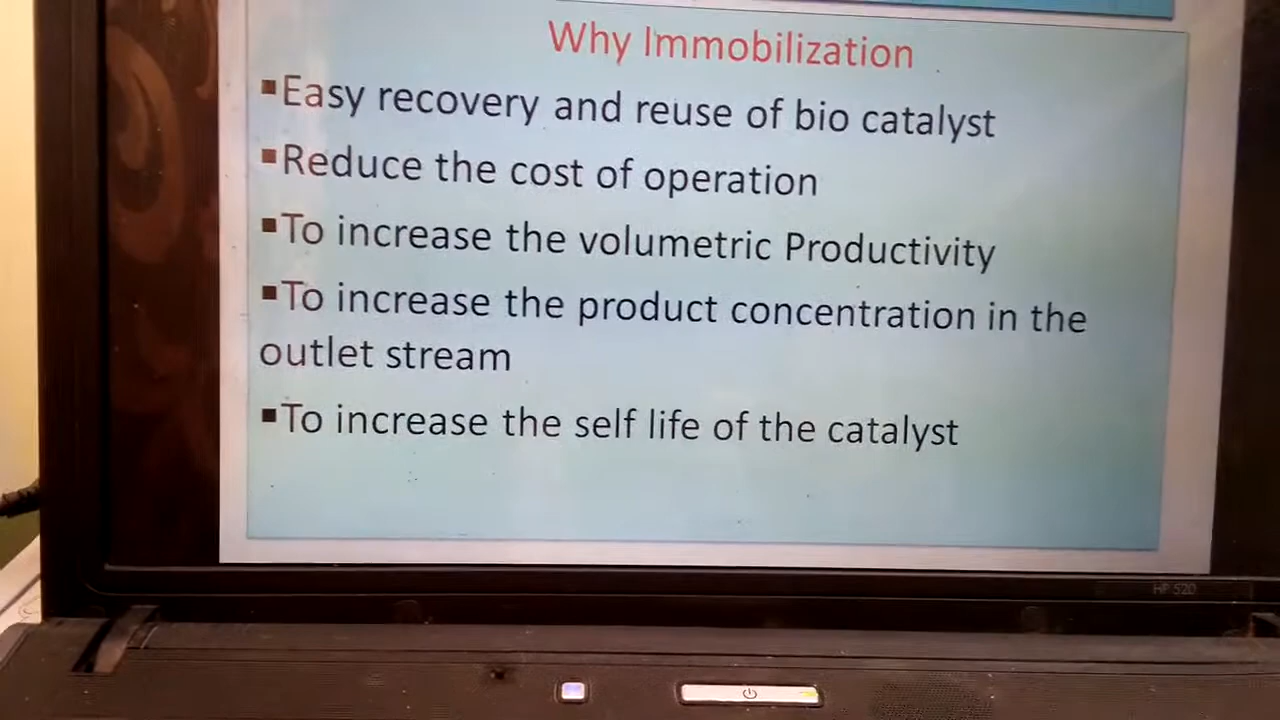 Why Immobilization
▪Easy recovery and reuse of bio catalyst
▪Reduce the cost of operation
▪To increase the volumetric Productivity
▪To increase the product concentration in the
outlet stream
▪To increase the self life of the catalyst
HP 520